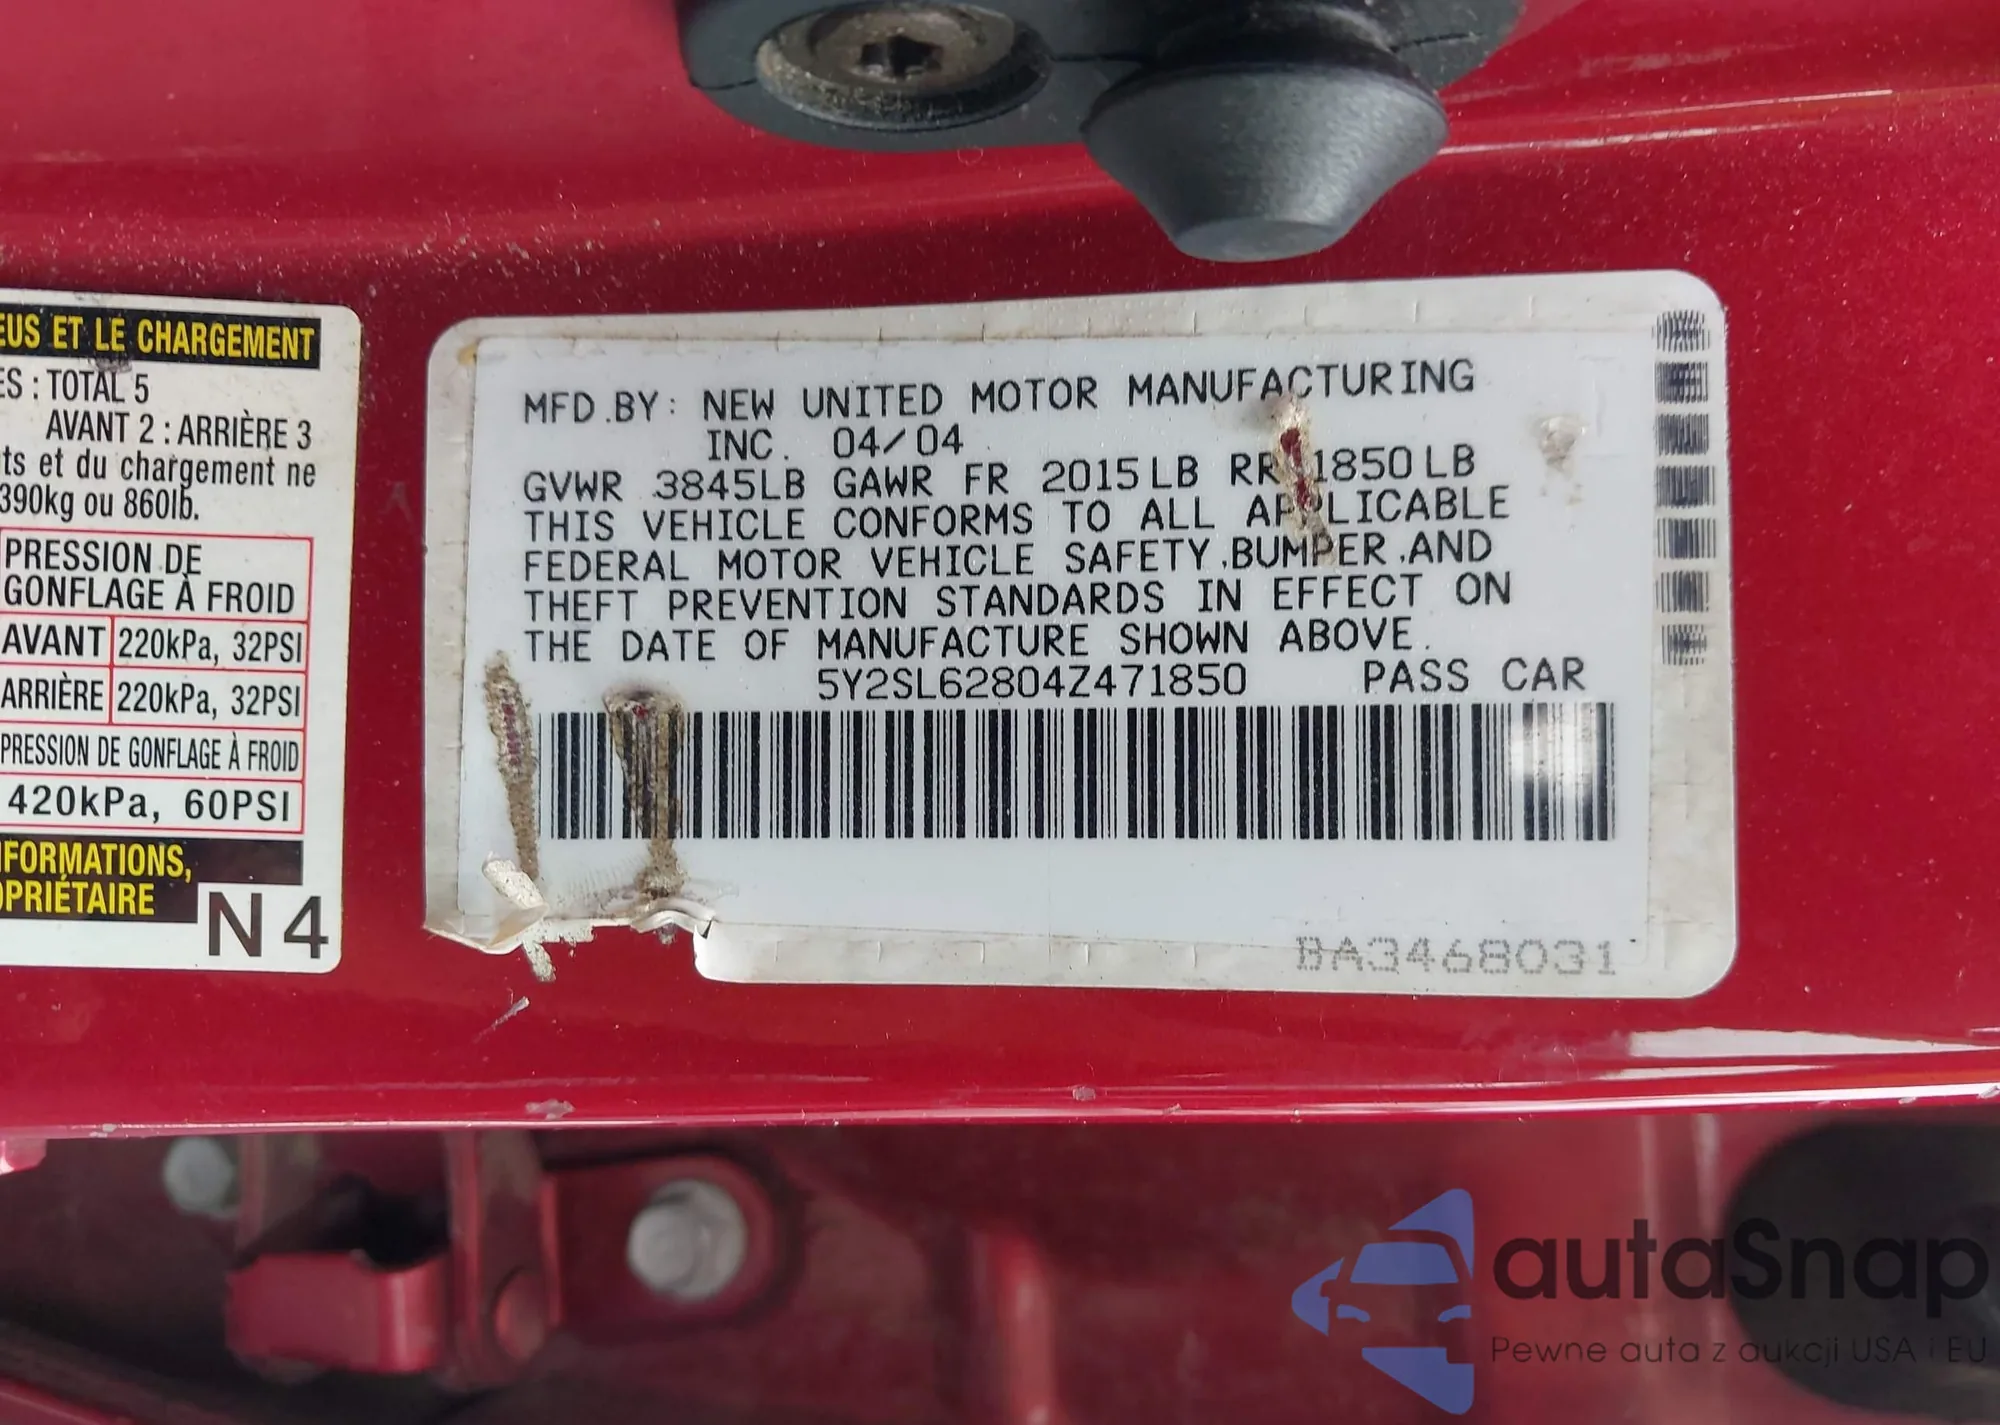 EUS ET LE CHARGEMENT
ES : TOTAL 5
AVANT 2 : ARRIÈRE 3
ts et du chargement ne
390kg ou 860lb.
PRESSION DE
GONFLAGE À FROID
AVANT 220kPa, 32PSI
ARRIÈRE 220kPa, 32PSI
PRESSION DE GONFLAGE À FROID
420kPa, 60PSI
FORMATIONS,
OPRIÉTAIRE
N4
MFD.BY: NEW UNITED MOTOR MANUFACTURING
INC. 04/04
GVWR 3845LB GAWR FR 2015LB RR 1850LB
THIS VEHICLE CONFORMS TO ALL APPLICABLE
FEDERAL MOTOR VEHICLE SAFETY,BUMPER,AND
THEFT PREVENTION STANDARDS IN EFFECT ON
THE DATE OF MANUFACTURE SHOWN ABOVE.
5Y2SL62804Z471850 PASS CAR
BA3468031
autaSnap
Pewne auta z aukcji USA i EU